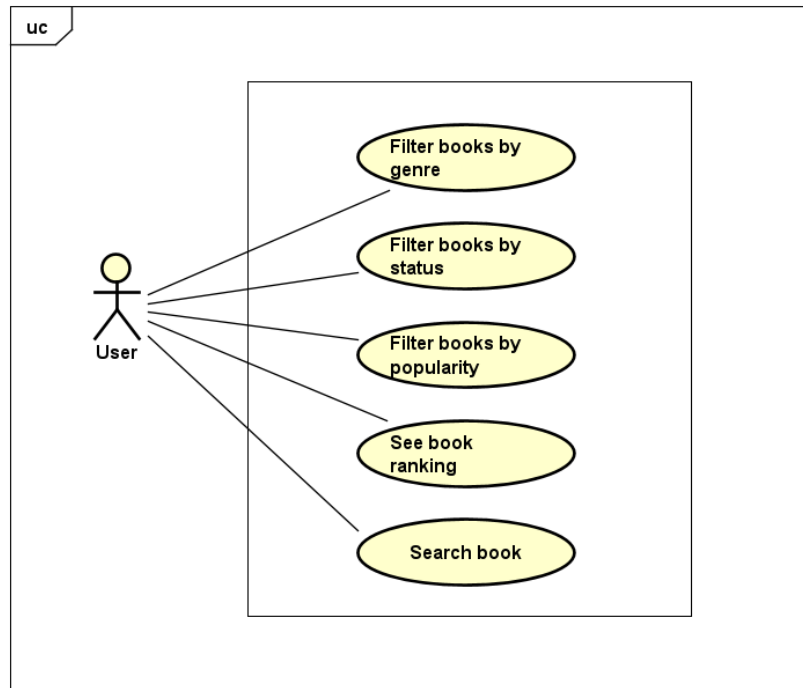 uc
Filter books by
genre
Filter books by
status
User
Filter books by
popularity
See book
ranking
Search book